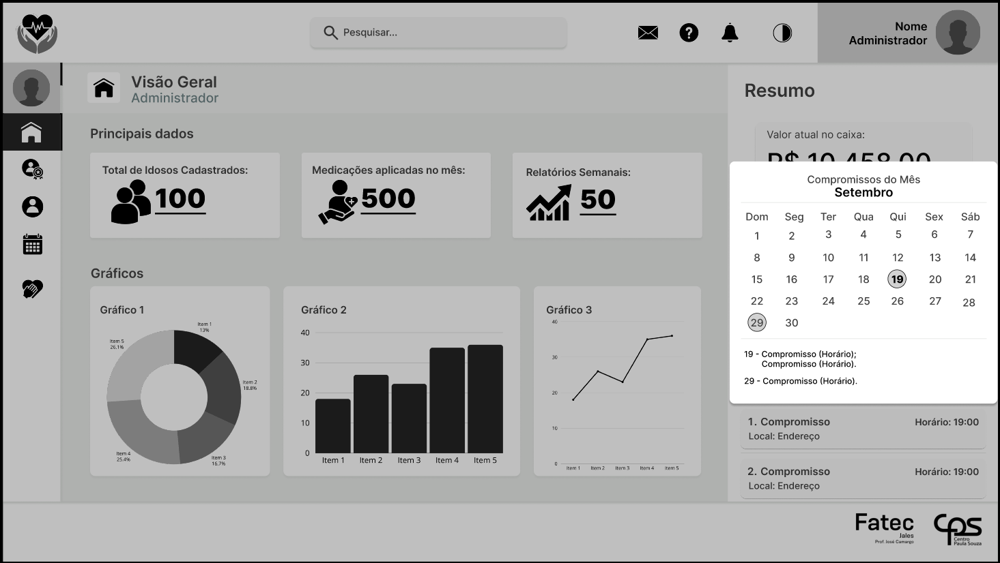 Pesquisar...
Nome
Administrador
Visão Geral
Administrador
Principais dados
Total de Idosos Cadastrados:
100
Medicações aplicadas no mês:
500
Relatórios Semanais:
50
Gráficos
Gráfico 1
Item 1
13%
Item 2
18.8%
Item 3
16.7%
Item 4
25.4%
Item 5
26.1%
Gráfico 2
40
30
20
10
0
Item 1 Item 2 Item 3 Item 4 Item 5
Gráfico 3
40
30
20
10
0
Item 1 Item 2 Item 3 Item 4 Item 5
Resumo
Valor atual no caixa:
R$ 10.458,00
Compromissos do Mês
Setembro
Dom Seg Ter Qua Qui Sex Sáb
1 2 3 4 5 6 7
8 9 10 11 12 13 14
15 16 17 18 19 20 21
22 23 24 25 26 27 28
29 30
19 - Compromisso (Horário);
Compromisso (Horário).
29 - Compromisso (Horário).
1. Compromisso Horário: 19:00
Local: Endereço
2. Compromisso Horário: 19:00
Local: Endereço
Fatec
Jales
Prof. José Camargo
CPS
Centro
Paula Souza